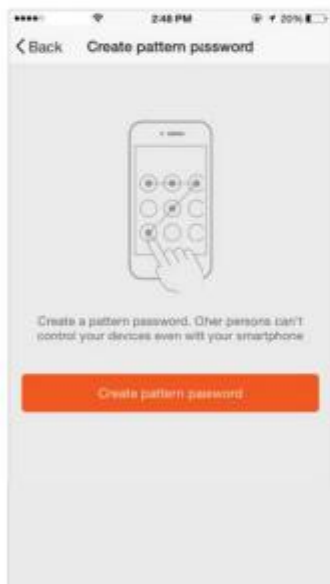 2:48 PM 20%
Back Create pattern password
Create a pattern password. Oher persons can't
control your devices even witt your smartphone
Create pattern password